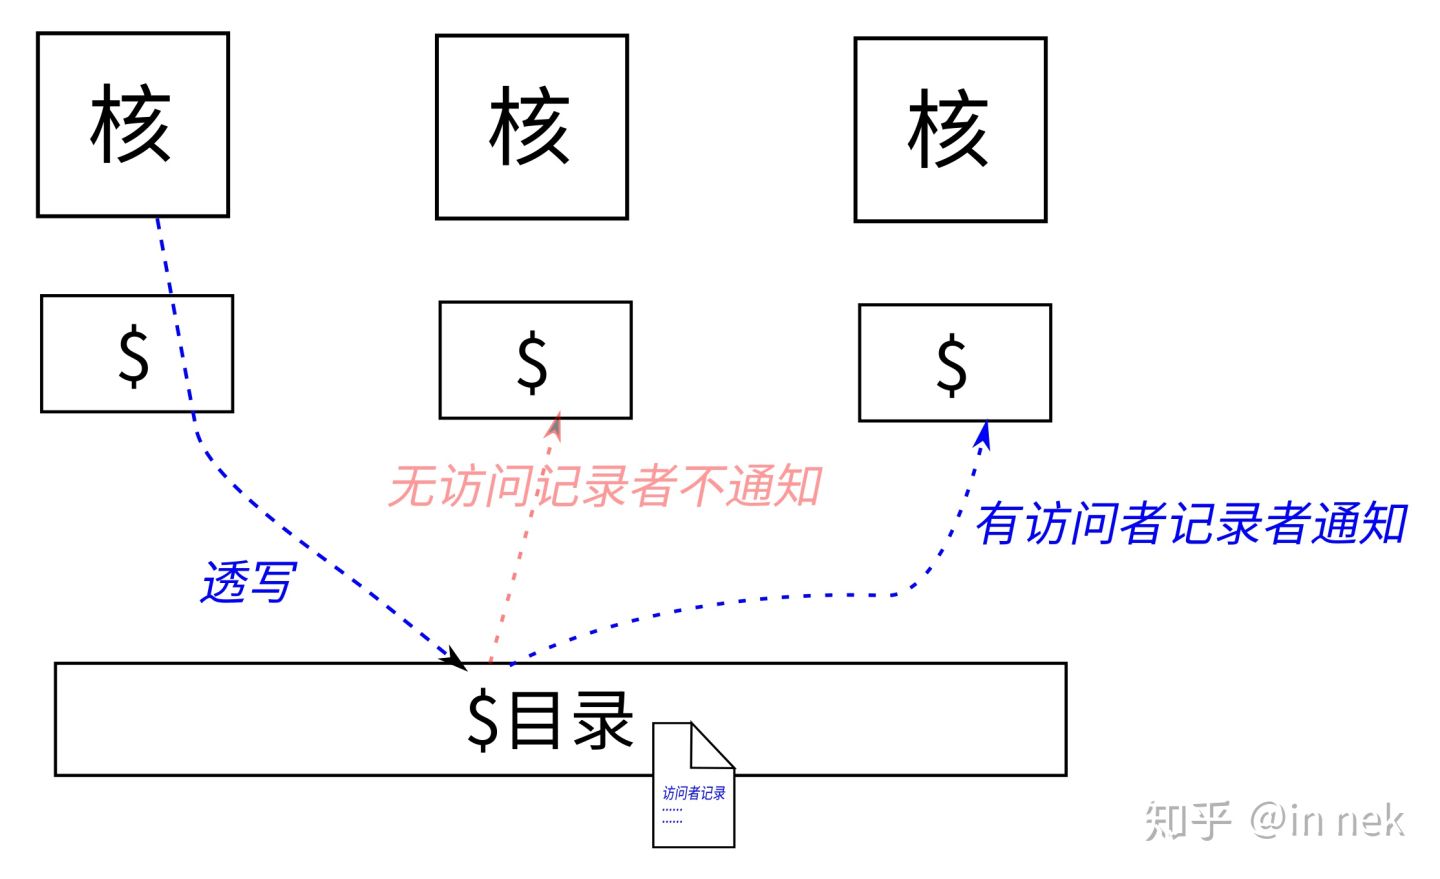 核 核 核
$ $ $
无访问记录者不通知
有访问者记录者通知
透写
$目录
访问者记录
......
......
知乎 @in nek